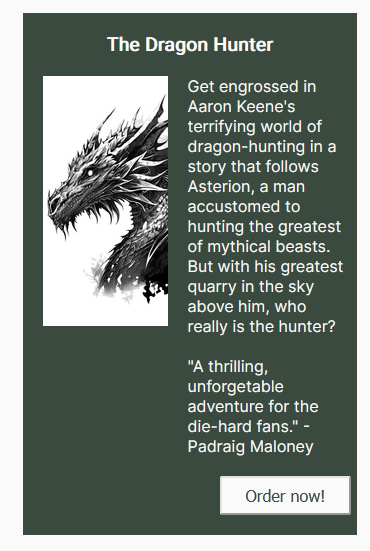 The Dragon Hunter
Get engrossed in
Aaron Keene's
terrifying world of
dragon-hunting in a
story that follows
Asterion, a man
accustomed to
hunting the greatest
of mythical beasts.
But with his greatest
quarry in the sky
above him, who
really is the hunter?
"A thrilling,
unforgetable
adventure for the
die-hard fans." -
Padraig Maloney
Order now!